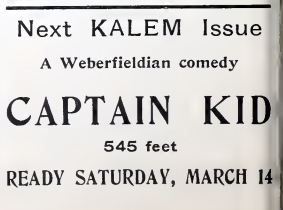 Next KALEM Issue
A Weberfieldian comedy
CAPTAIN KID
545 feet
READY SATURDAY, MARCH 14